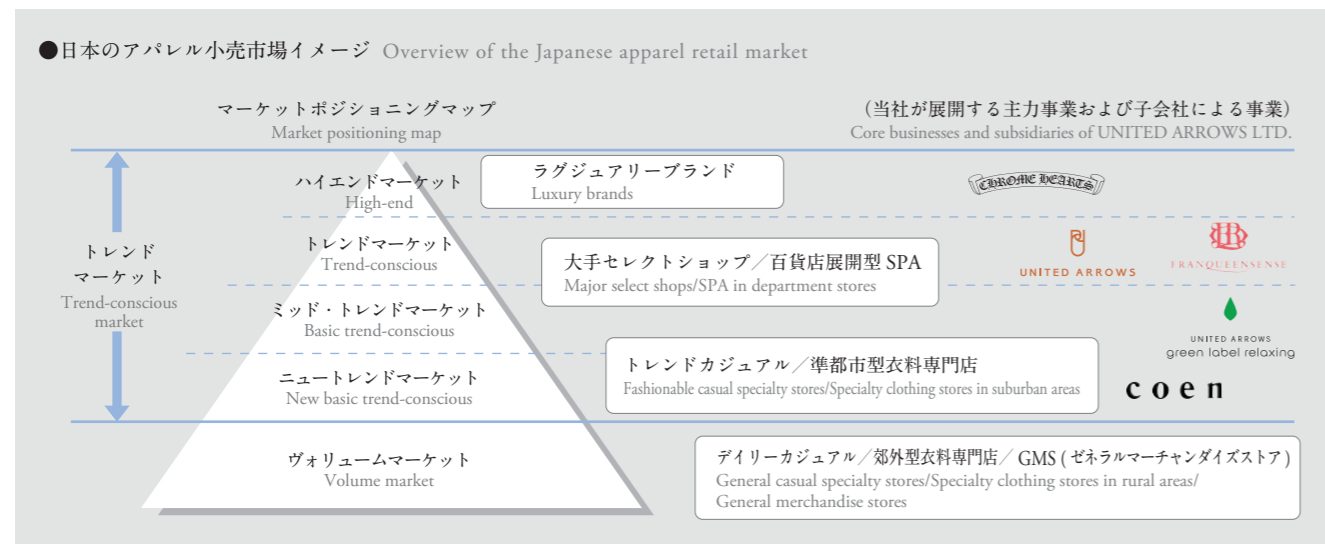 ●日本のアパレル小売市場イメージ Overview of the Japanese apparel retail market
マーケットポジショニングマップ
Market positioning map
(当社が展開する主力事業および子会社による事業)
Core businesses and subsidiaries of UNITED ARROWS LTD.
トレンド
マーケット
Trend-conscious
market
ハイエンドマーケット
High-end
ラグジュアリーブランド
Luxury brands
CHROME HEARTS
トレンドマーケット
Trend-conscious
大手セレクトショップ／百貨店展開型 SPA
Major select shops/SPA in department stores
UNITED ARROWS
FRANQUEENSENSE
ミッド・トレンドマーケット
Basic trend-conscious
UNITED ARROWS
green label relaxing
ニュートレンドマーケット
New basic trend-conscious
トレンドカジュアル／準都市型衣料専門店
Fashionable casual specialty stores/Specialty clothing stores in suburban areas
coen
ヴォリュームマーケット
Volume market
デイリーカジュアル／郊外型衣料専門店／ GMS ( ゼネラルマーチャンダイズストア )
General casual specialty stores/Specialty clothing stores in rural areas/
General merchandise stores